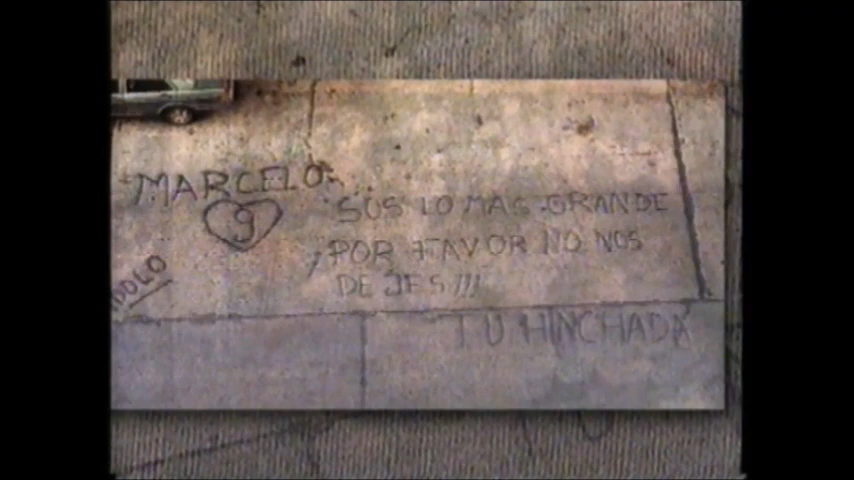 MARCELO...
9
SOS LO MAS GRANDE
¡POR FAVOR NO NOS
DEJES!!!
IDOLO
TU HINCHADA